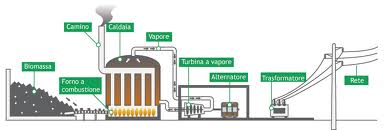 Camino
Caldaia
Vapore
Biomassa
Forno a
combustione
Turbina a vapore
Alternatore
Trasformatore
Rete